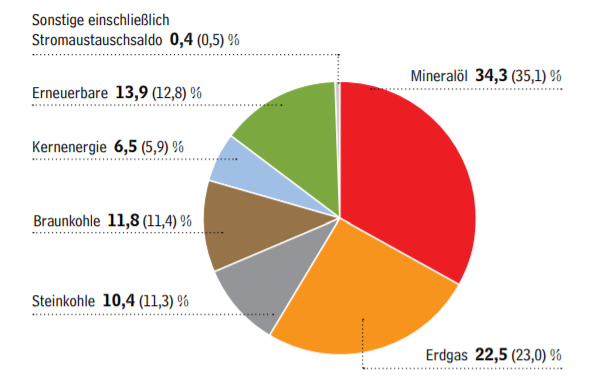 Sonstige einschließlich
Stromaustauschsaldo 0,4 (0,5) %
Mineralöl 34,3 (35,1) %
Erneuerbare 13,9 (12,8) %
Kernenergie 6,5 (5,9) %
Braunkohle 11,8 (11,4) %
Steinkohle 10,4 (11,3) %
Erdgas 22,5 (23,0) %